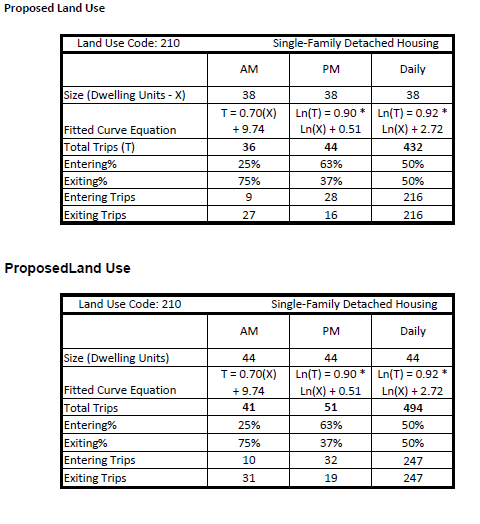 Proposed Land Use
Land Use Code: 210 Single-Family Detached Housing
AM PM Daily
Size (Dwelling Units - X) 38 38 38
T = 0.70(X) Ln(T) = 0.90 * Ln(T) = 0.92 *
Fitted Curve Equation + 9.74 Ln(X) + 0.51 Ln(X) + 2.72
Total Trips (T) 36 44 432
Entering% 25% 63% 50%
Exiting% 75% 37% 50%
Entering Trips 9 28 216
Exiting Trips 27 16 216
ProposedLand Use
Land Use Code: 210 Single-Family Detached Housing
AM PM Daily
Size (Dwelling Units) 44 44 44
T = 0.70(X) Ln(T) = 0.90 * Ln(T) = 0.92 *
Fitted Curve Equation + 9.74 Ln(X) + 0.51 Ln(X) + 2.72
Total Trips 41 51 494
Entering% 25% 63% 50%
Exiting% 75% 37% 50%
Entering Trips 10 32 247
Exiting Trips 31 19 247